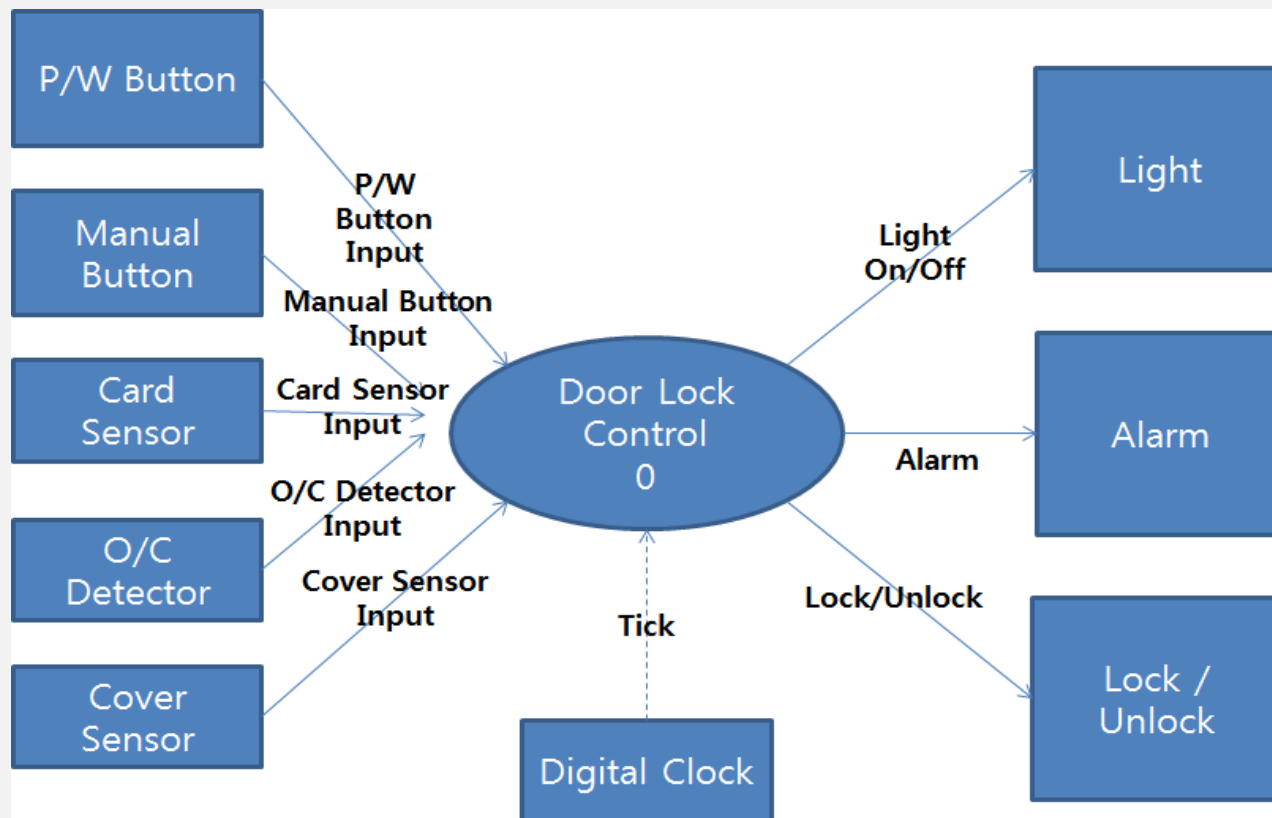 P/W Button
Manual
Button
Card
Sensor
O/C
Detector
Cover
Sensor
P/W
Button
Input
Manual Button
Input
Card Sensor
Input
O/C Detector
Input
Cover Sensor
Input
Door Lock
Control
0
Tick
Digital Clock
Light
On/Off
Alarm
Lock/Unlock
Light
Alarm
Lock /
Unlock